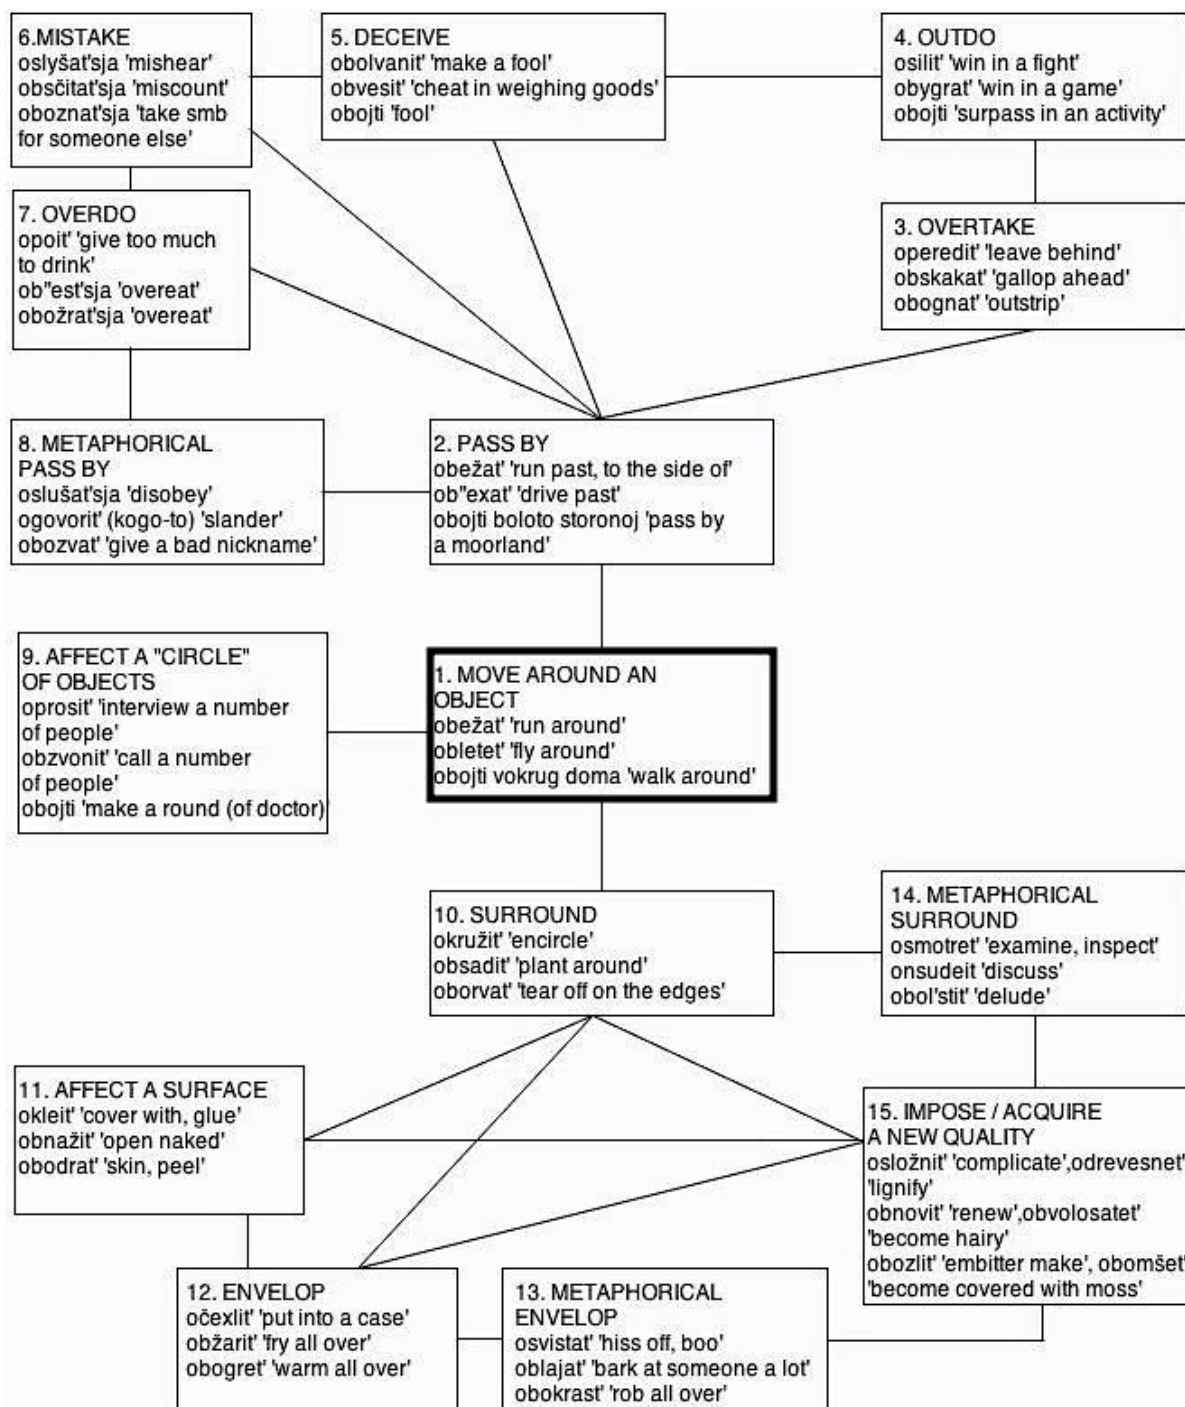 6.MISTAKE
oslyšat'sja 'mishear'
obsčitat'sja 'miscount'
oboznat'sja 'take smb
for someone else'
5. DECEIVE
obolvanit' 'make a fool'
obvesit' 'cheat in weighing goods'
obojti 'fool'
4. OUTDO
osilit' 'win in a fight'
obygrat' 'win in a game'
obojti 'surpass in an activity'
7. OVERDO
opoit' 'give too much
to drink'
ob"est'sja 'overeat'
obožrat'sja 'overeat'
3. OVERTAKE
operedit' 'leave behind'
obskakat' 'gallop ahead'
obognat' 'outstrip'
8. METAPHORICAL
PASS BY
oslušat'sja 'disobey'
ogovorit' (kogo-to) 'slander'
obozvat' 'give a bad nickname'
2. PASS BY
obežat' 'run past, to the side of'
ob"exat' 'drive past'
obojti boloto storonoj 'pass by
a moorland'
9. AFFECT A "CIRCLE"
OF OBJECTS
oprosit' 'interview a number
of people'
obzvonit' 'call a number
of people'
obojti 'make a round (of doctor)'
1. MOVE AROUND AN
OBJECT
obežat' 'run around'
obletet' 'fly around'
obojti vokrug doma 'walk around'
10. SURROUND
okružit' 'encircle'
obsadit' 'plant around'
oborvat' 'tear off on the edges'
14. METAPHORICAL
SURROUND
osmotret' 'examine, inspect'
onsudeit 'discuss'
obol'stit' 'delude'
11. AFFECT A SURFACE
okleit' 'cover with, glue'
obnažit' 'open naked'
obodrat' 'skin, peel'
15. IMPOSE / ACQUIRE
A NEW QUALITY
osložnit' 'complicate',odrevesnet'
'lignify'
obnovit' 'renew',obvolosatet'
'become hairy'
obozlit' 'embitter make', obomšet'
'become covered with moss'
12. ENVELOP
očexlit' 'put into a case'
obžarit' 'fry all over'
obogret' 'warm all over'
13. METAPHORICAL
ENVELOP
osvistat' 'hiss off, boo'
oblajat' 'bark at someone a lot'
obokrast' 'rob all over'